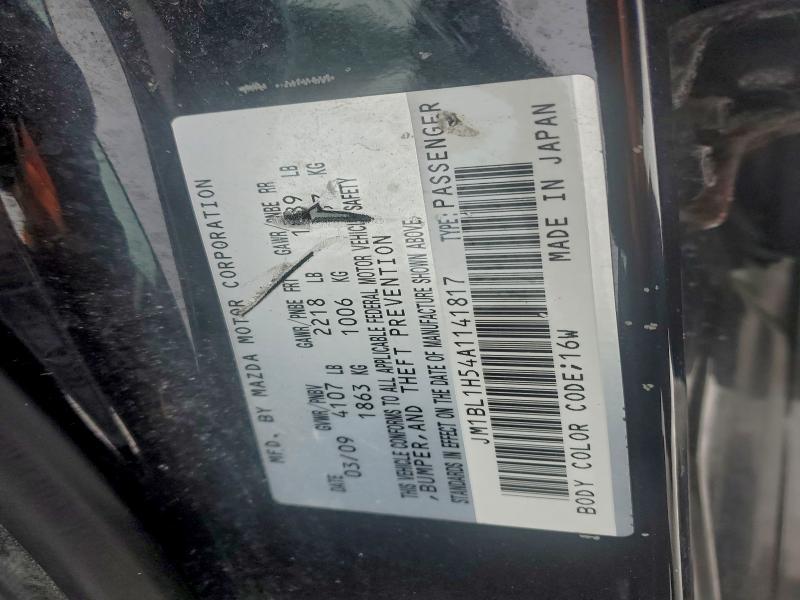 MFD. BY MAZDA MOTOR CORPORATION
DATE GVWR/PNBV GAWR/PNBE FRT GAWR/PNBE RR
03/09 4107 LB 2218 LB LB
1863 KG 1006 KG KG
THIS VEHICLE CONFORMS TO ALL APPLICABLE FEDERAL MOTOR VEHICLE SAFETY
,BUMPER, AND THEFT PREVENTION
STANDARDS IN EFFECT ON THE DATE OF MANUFACTURE SHOWN ABOVE.
JM1BL1H54A1141817 TYPE:PASSENGER
BODY COLOR CODE;16W MADE IN JAPAN